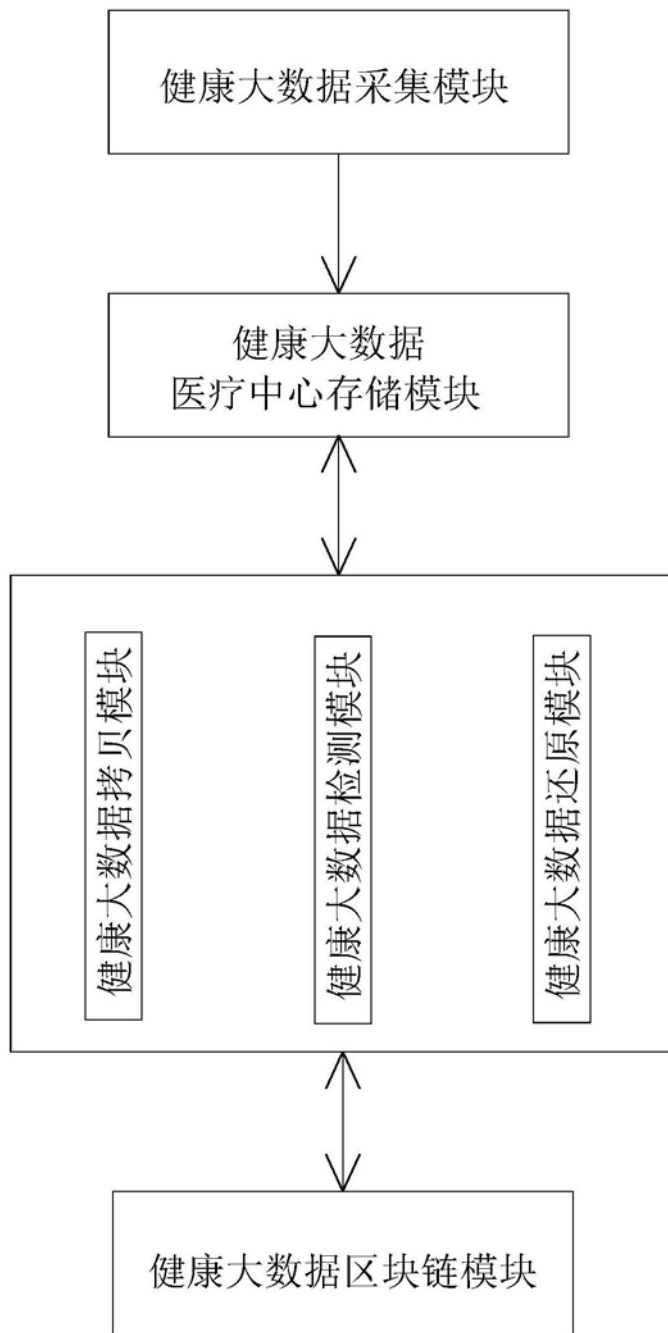 健康大数据采集模块
健康大数据
医疗中心存储模块
健康大数据拷贝模块
健康大数据检测模块
健康大数据还原模块
健康大数据区块链模块